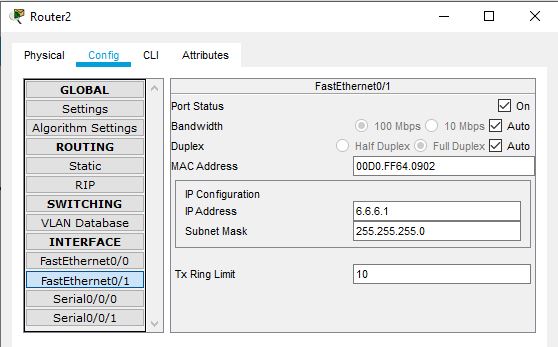 Router2
Physical Config CLI Attributes
GLOBAL
Settings
Algorithm Settings
ROUTING
Static
RIP
SWITCHING
VLAN Database
INTERFACE
FastEthernet0/0
FastEthernet0/1
Serial0/0/0
Serial0/0/1
FastEthernet0/1
Port Status On
Bandwidth 100 Mbps 10 Mbps Auto
Duplex Half Duplex Full Duplex Auto
MAC Address 00D0.FF64.0902
IP Configuration
IP Address 6.6.6.1
Subnet Mask 255.255.255.0
Tx Ring Limit 10